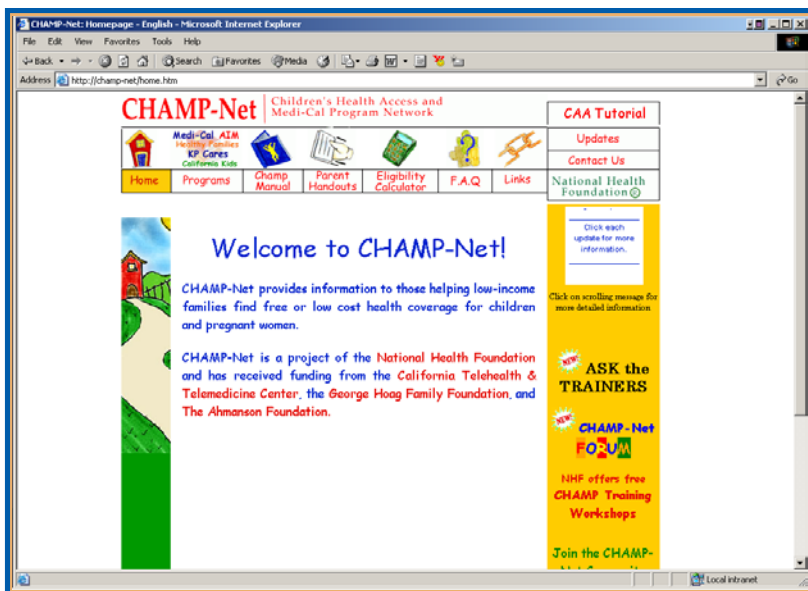 CHAMP-Net: Homepage - English - Microsoft Internet Explorer
File Edit View Favorites Tools Help
Back Search Favorites Media
Address http://champ-net/home.htm Go
CHAMP-Net Children's Health Access and
Medi-Cal Program Network
CAA Tutorial
Updates
Contact Us
National Health
Foundation
Medi-Cal AIM
Healthy Families
KP Cares
California Kids
Home Programs Champ Manual Parent Handouts Eligibility Calculator F.A.Q Links
Welcome to CHAMP-Net!
CHAMP-Net provides information to those helping low-income
families find free or low cost health coverage for children
and pregnant women.
CHAMP-Net is a project of the National Health Foundation
and has received funding from the California Telehealth &
Telemedicine Center, the George Hoag Family Foundation, and
The Ahmanson Foundation.
Click each
update for more
information.
Click on scrolling message for
more detailed information
NEW!
ASK the
TRAINERS
NEW!
CHAMP-Net
FORUM
NHF offers free
CHAMP Training
Workshops
Join the CHAMP-
Local intranet